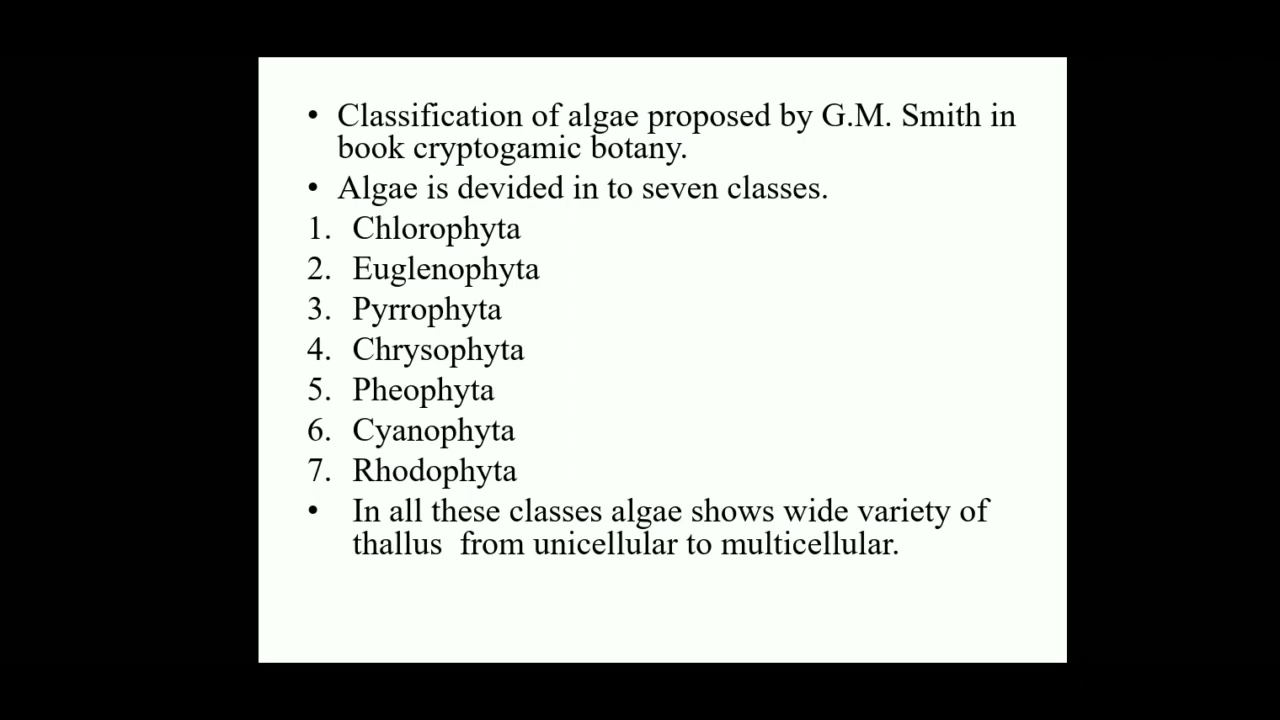 • Classification of algae proposed by G.M. Smith in
book cryptogamic botany.
• Algae is devided in to seven classes.
1. Chlorophyta
2. Euglenophyta
3. Pyrrophyta
4. Chrysophyta
5. Pheophyta
6. Cyanophyta
7. Rhodophyta
• In all these classes algae shows wide variety of
thallus from unicellular to multicellular.